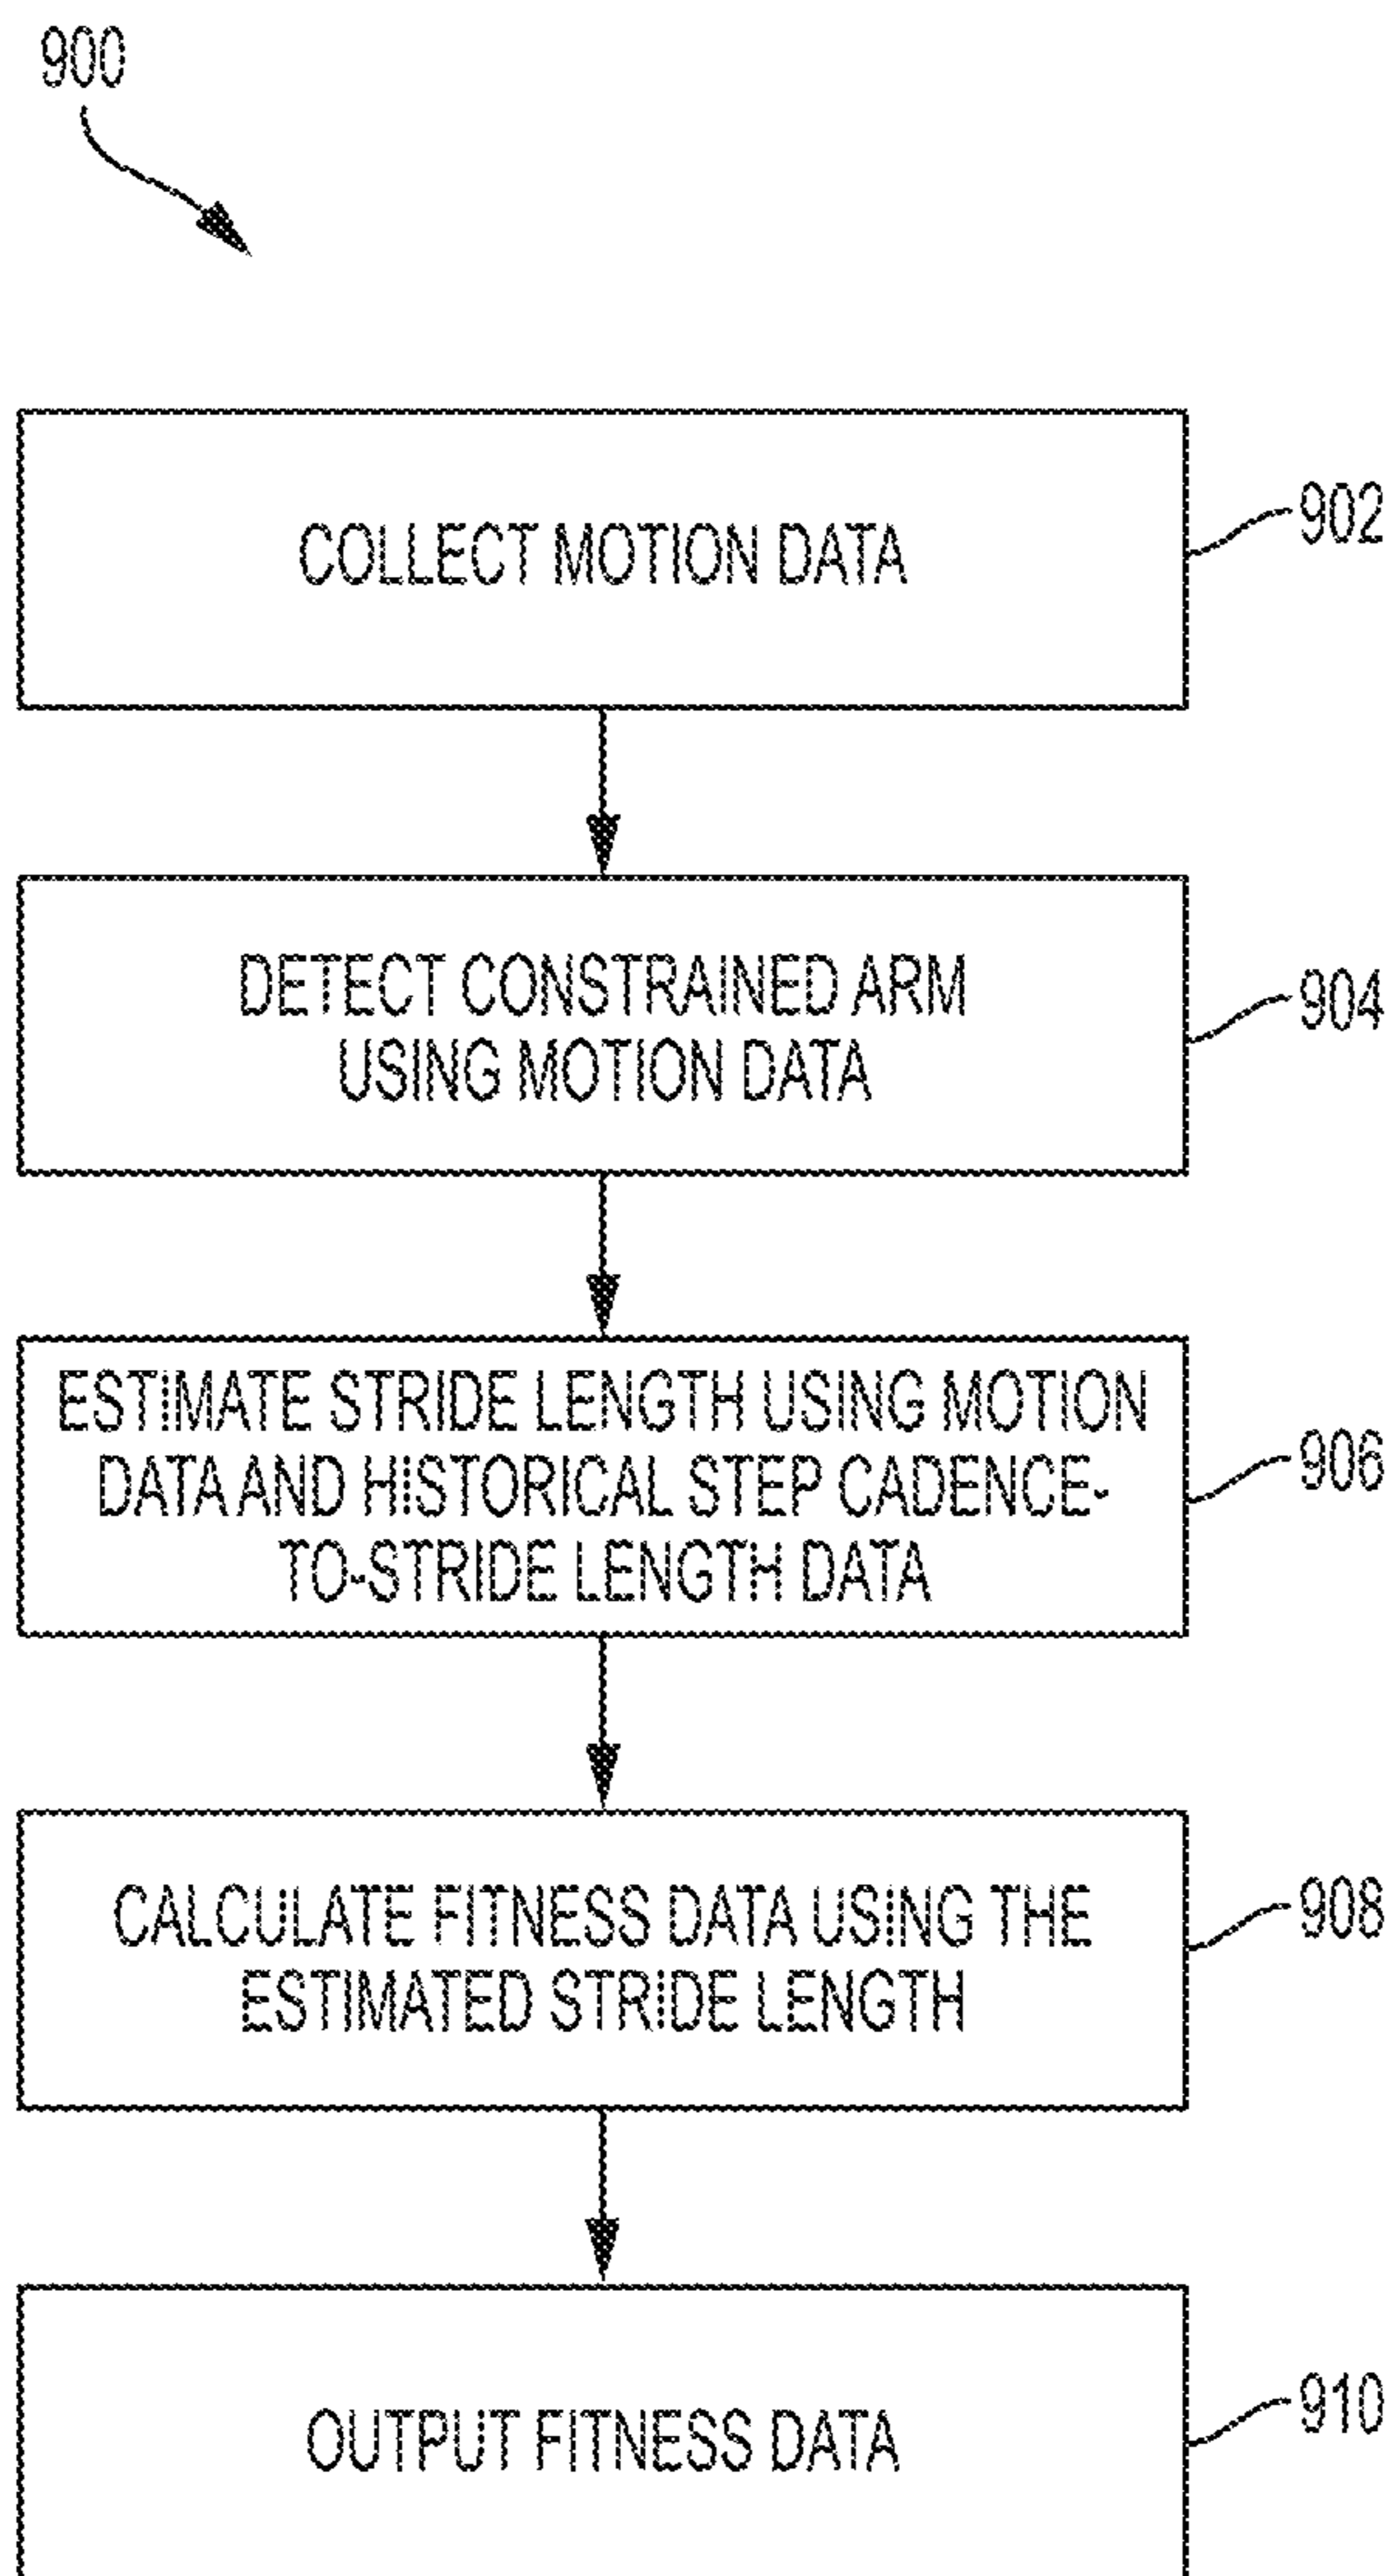 900
COLLECT MOTION DATA
902
DETECT CONSTRAINED ARM
USING MOTION DATA
904
ESTIMATE STRIDE LENGTH USING MOTION
DATA AND HISTORICAL STEP CADENCE-
TO-STRIDE LENGTH DATA
906
CALCULATE FITNESS DATA USING THE
ESTIMATED STRIDE LENGTH
908
OUTPUT FITNESS DATA
910